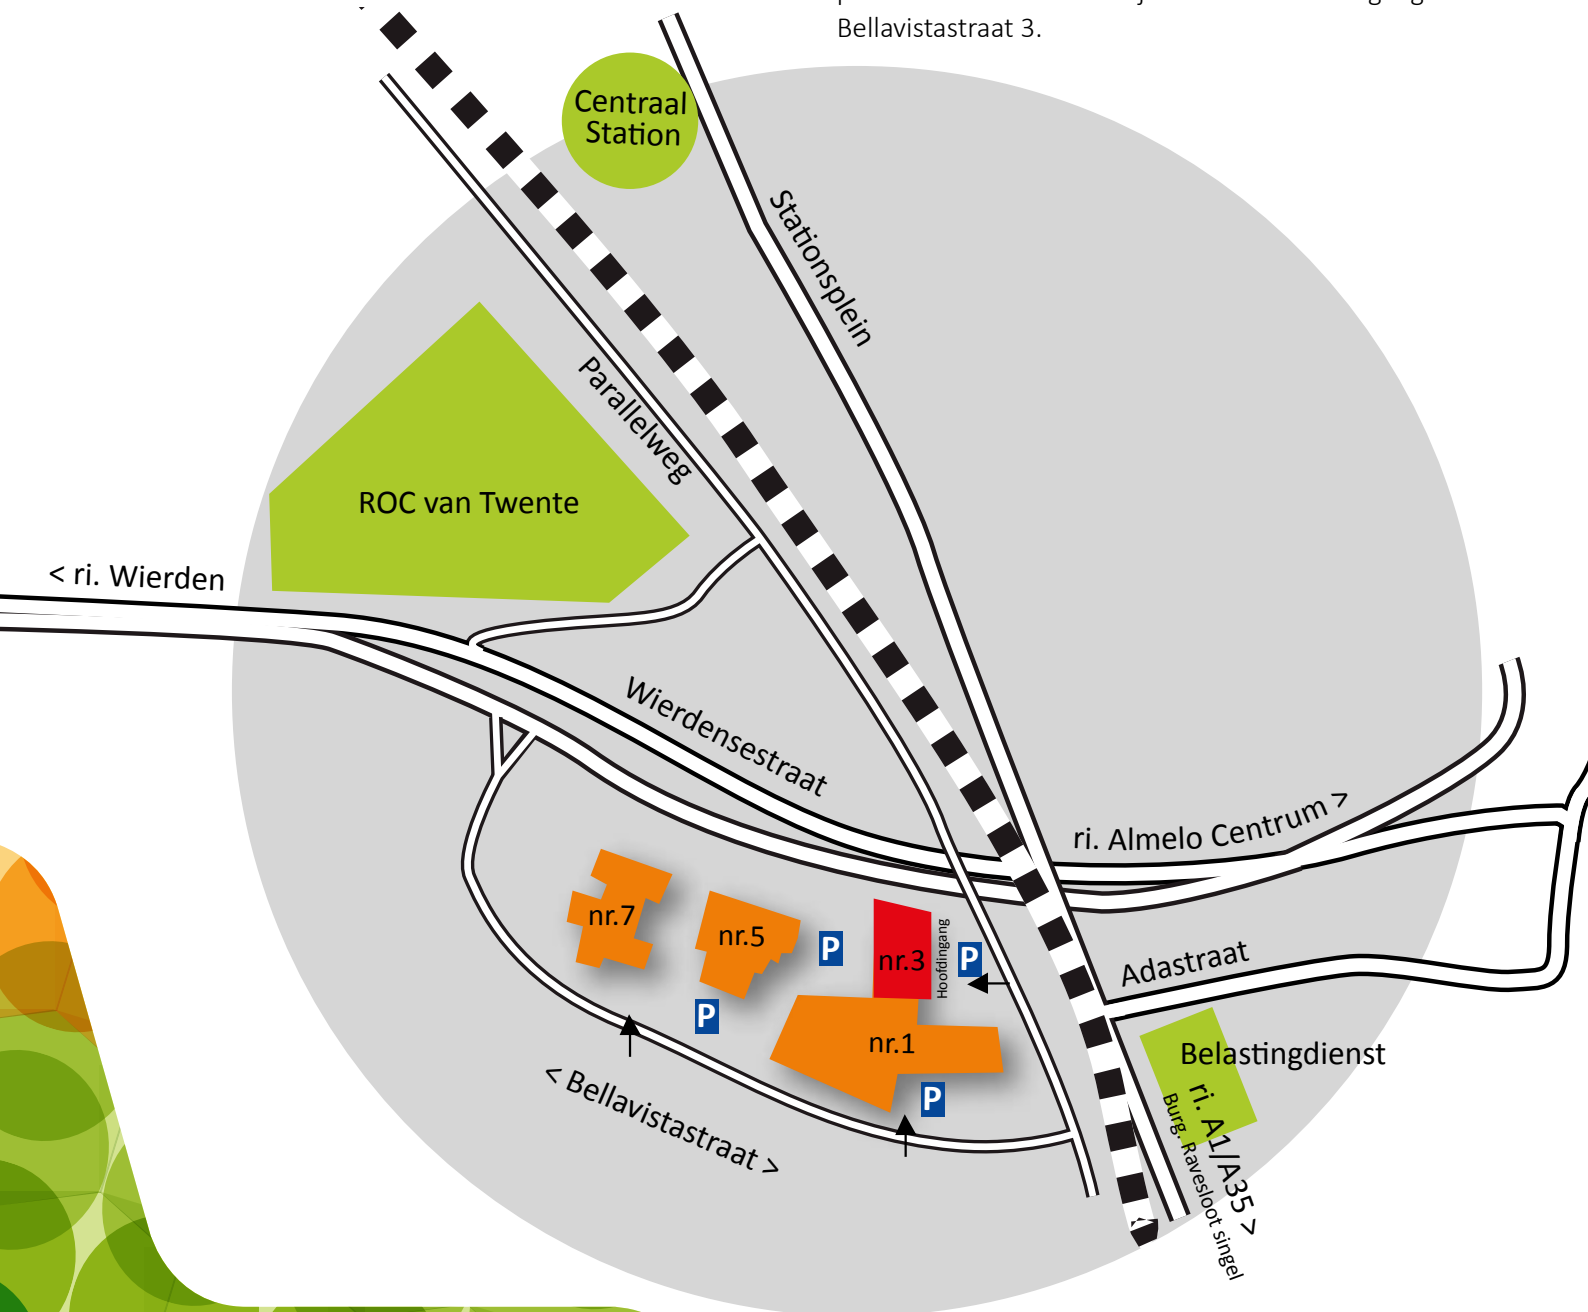 Bellavistastraat 3.
Centraal
Station
Stationsplein
Parallelweg
ROC van Twente
< ri. Wierden
Wierdensestraat
ri. Almelo Centrum >
nr.7
nr.5
P
nr.3
Hoofdingang
P
Adastraat
P
nr.1
Belastingdienst
P
< Bellavistastraat >
ri. A1/A35 >
Burg. Ravesloot singel